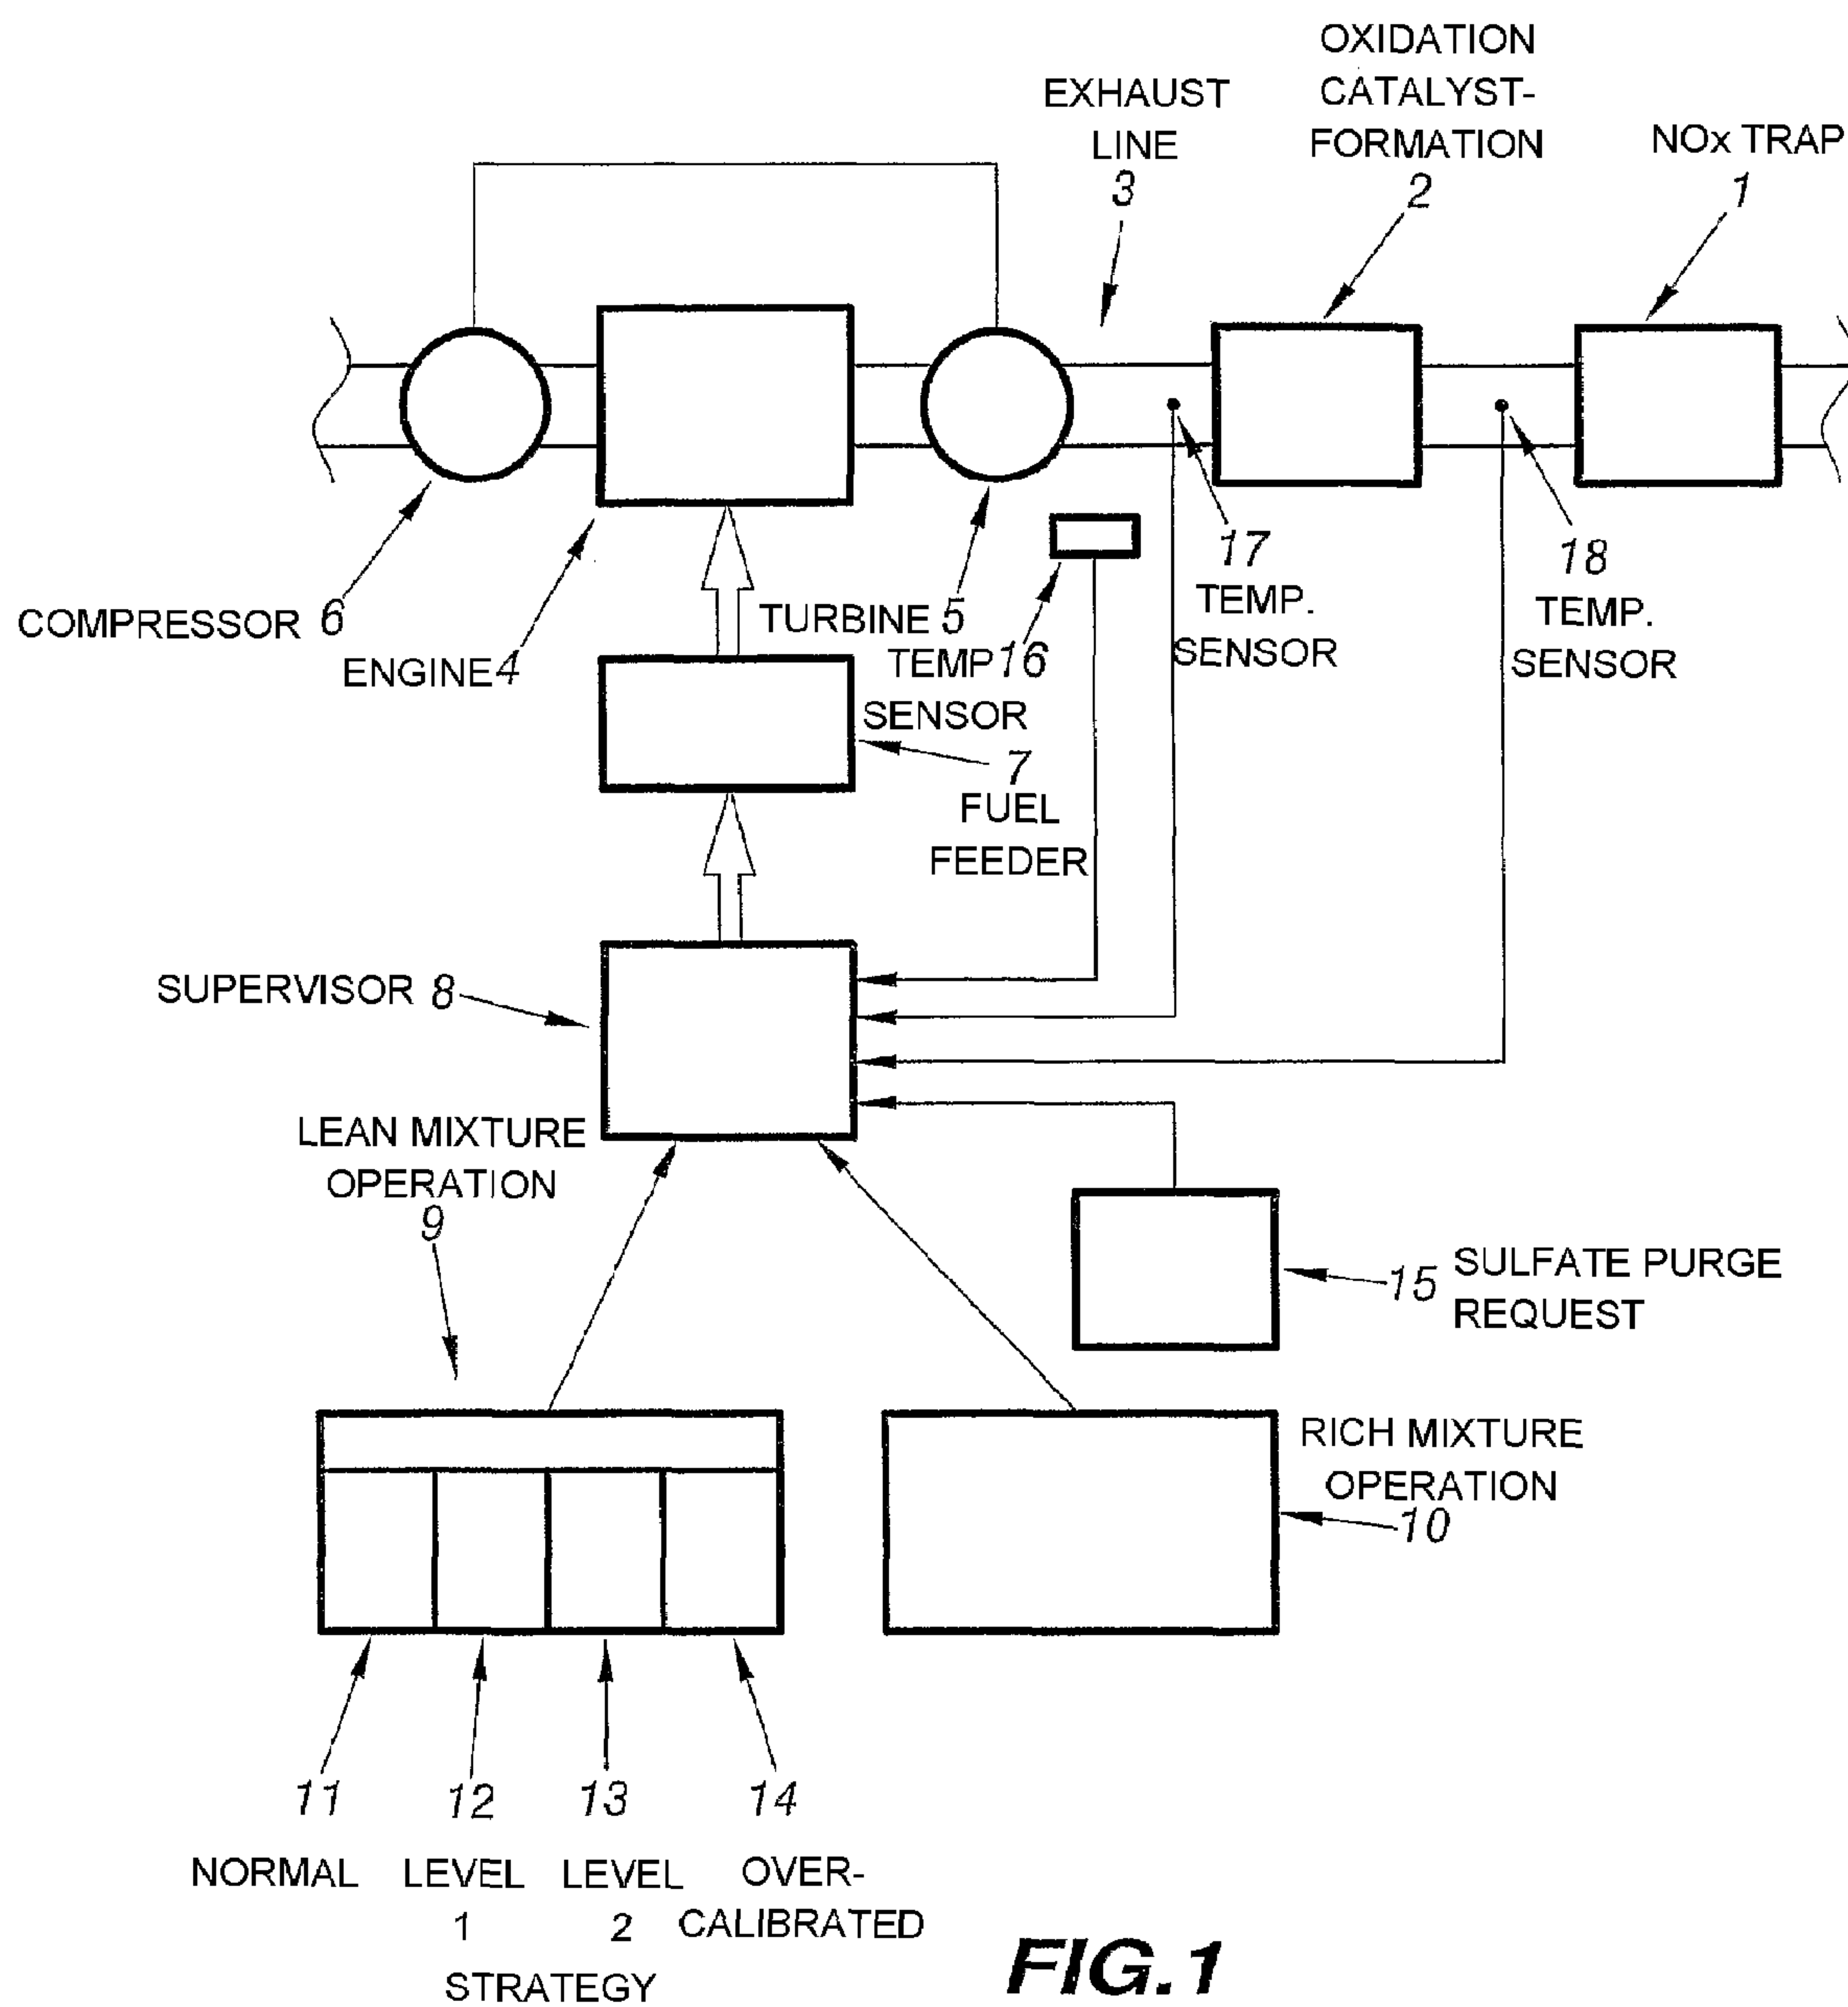 OXIDATION
CATALYST-
FORMATION
2
EXHAUST
LINE
3
NOx TRAP
1
COMPRESSOR 6
ENGINE 4
TURBINE 5
TEMP 16
SENSOR
17
TEMP.
SENSOR
18
TEMP.
SENSOR
7
FUEL
FEEDER
SUPERVISOR 8
LEAN MIXTURE
OPERATION
9
15 SULFATE PURGE
REQUEST
RICH MIXTURE
OPERATION
10
11 12 13 14
NORMAL LEVEL LEVEL OVER-
1 2 CALIBRATED
STRATEGY
FIG.1